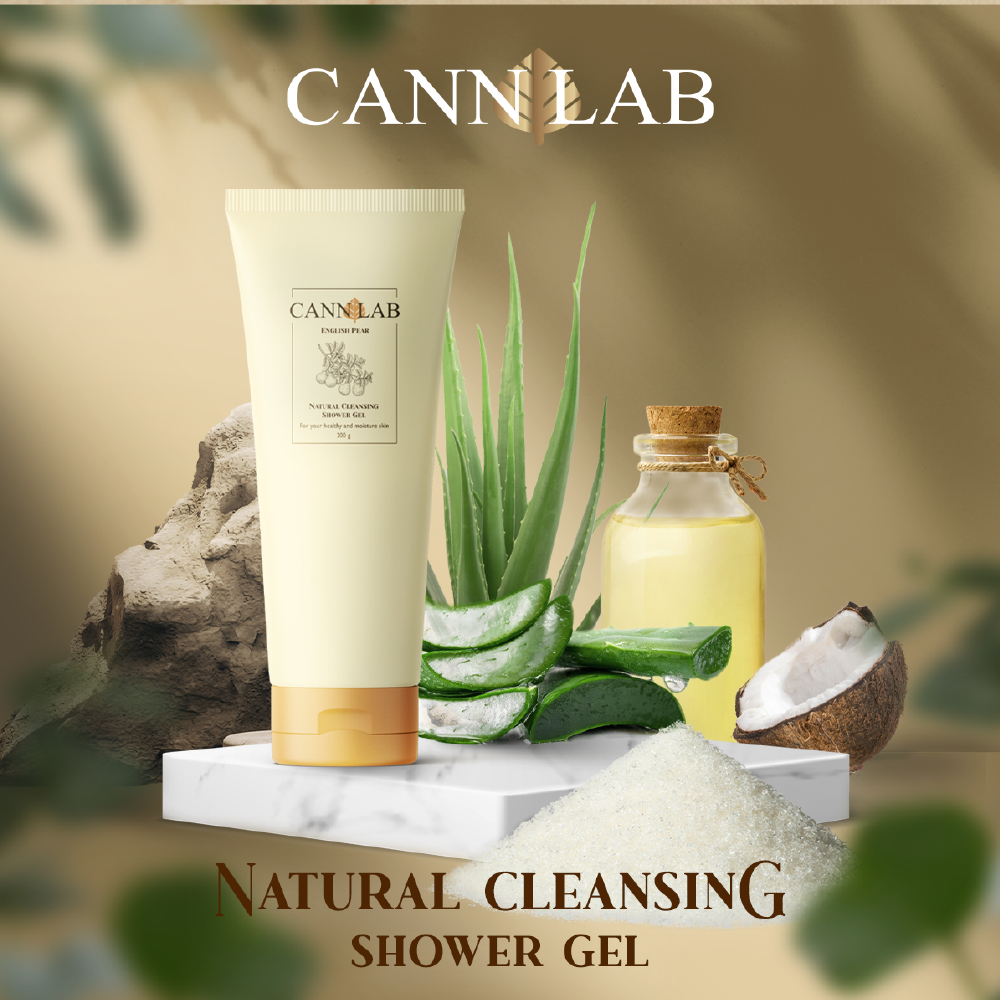 CANN LAB
CANN LAB
ENGLISH PEAR
NATURAL CLEANSING
SHOWER GEL
For your healthy and moisture skin
200 g
NATURAL CLEANSING
SHOWER GEL